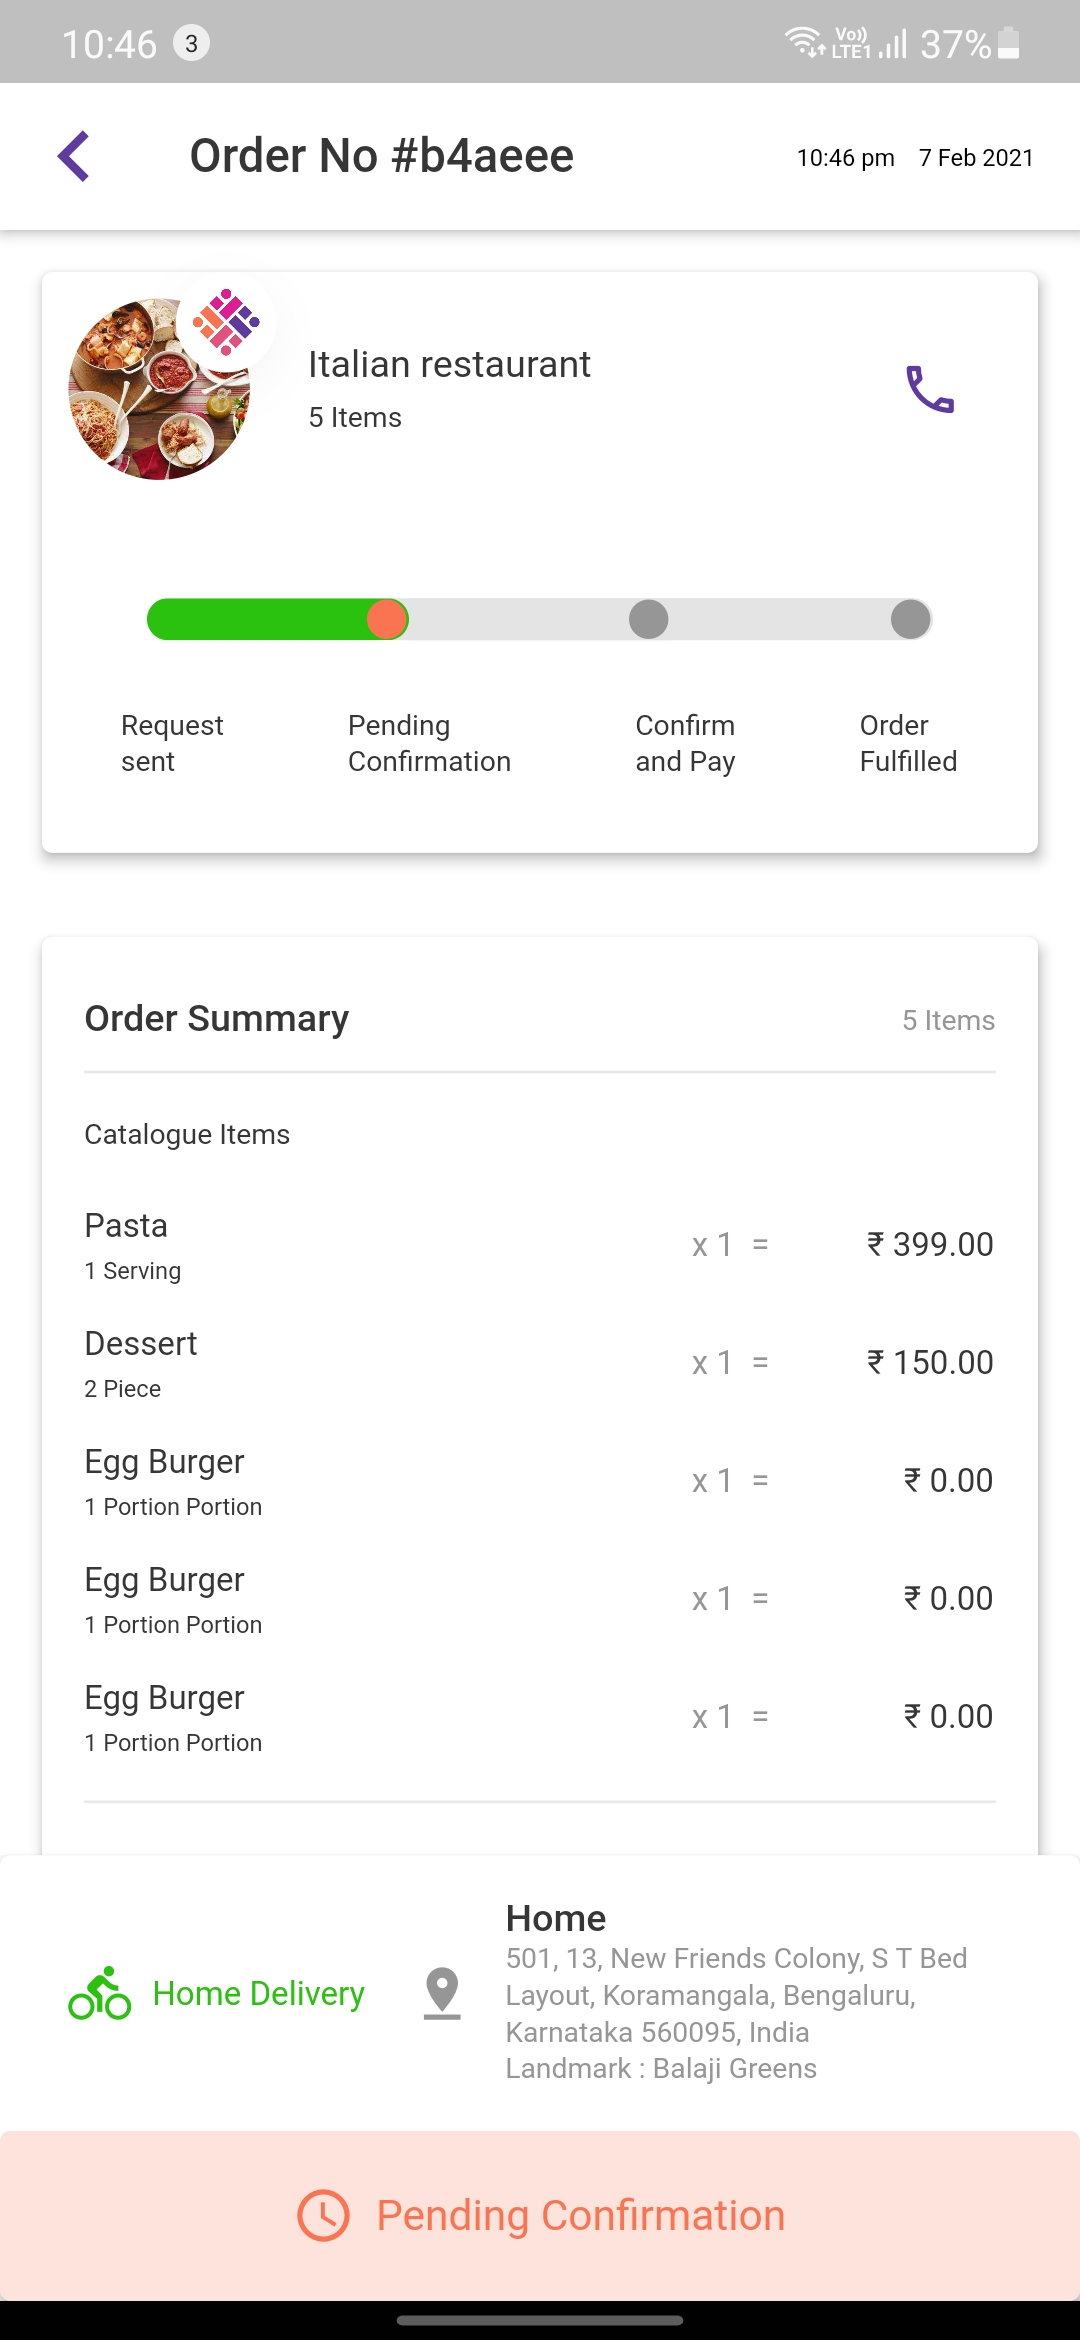 10:46 3 Vo)) LTE1 37%
Order No #b4aeee 10:46 pm 7 Feb 2021
Italian restaurant
5 Items
Request sent
Pending Confirmation
Confirm and Pay
Order Fulfilled
Order Summary 5 Items
Catalogue Items
Pasta x 1 = ₹ 399.00
1 Serving
Dessert x 1 = ₹ 150.00
2 Piece
Egg Burger x 1 = ₹ 0.00
1 Portion Portion
Egg Burger x 1 = ₹ 0.00
1 Portion Portion
Egg Burger x 1 = ₹ 0.00
1 Portion Portion
Home Delivery
Home
501, 13, New Friends Colony, S T Bed
Layout, Koramangala, Bengaluru,
Karnataka 560095, India
Landmark : Balaji Greens
Pending Confirmation